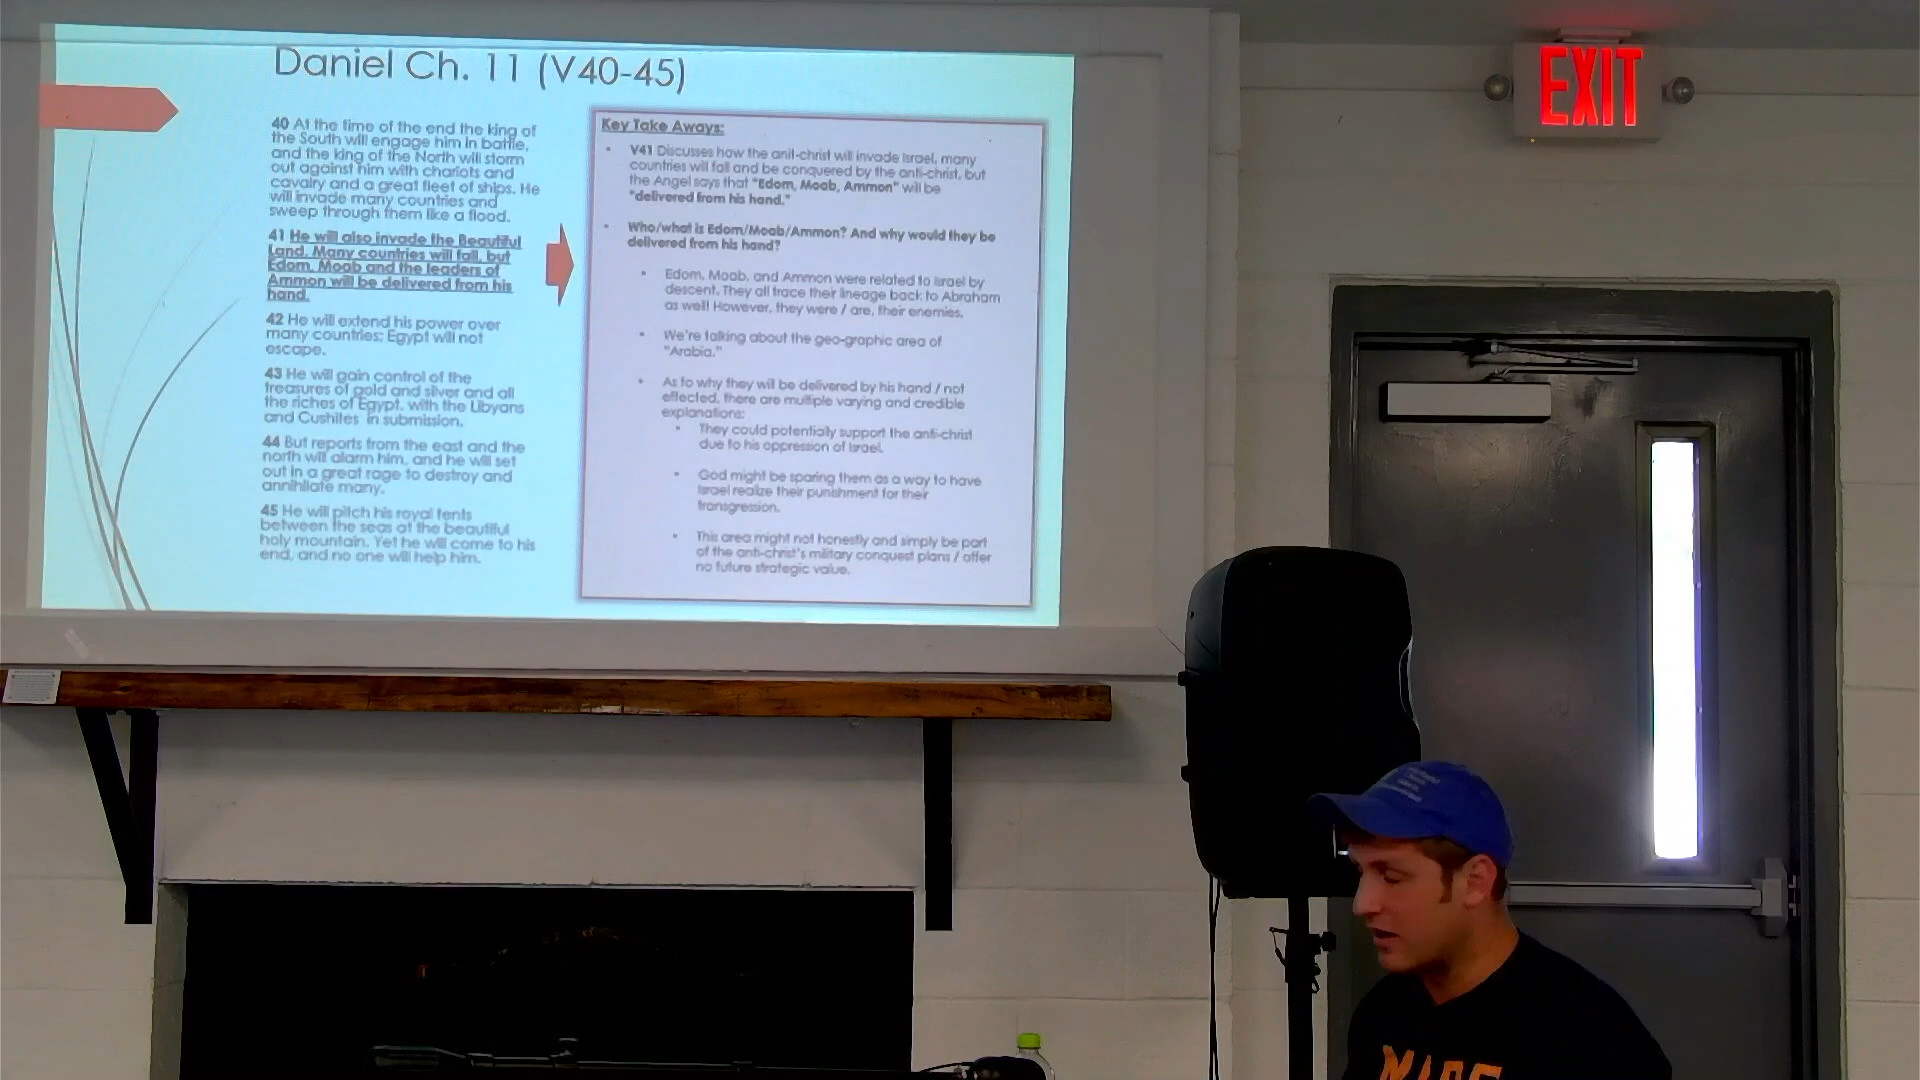 Daniel Ch. 11 (V40-45)
40 At the time of the end the king of
the South will engage him in battle,
and the king of the North will storm
out against him with chariots and
cavalry and a great fleet of ships. He
will invade many countries and
sweep through them like a flood.
41 He will also invade the Beautiful
Land. Many countries will fall, but
Edom, Moab and the leaders of
Ammon will be delivered from his
hand.
42 He will extend his power over
many countries; Egypt will not
escape.
43 He will gain control of the
treasures of gold and silver and all
the riches of Egypt, with the Libyans
and Cushites in submission.
44 But reports from the east and the
north will alarm him, and he will set
out in a great rage to destroy and
annihilate many.
45 He will pitch his royal tents
between the seas at the beautiful
holy mountain. Yet he will come to his
end, and no one will help him.
Key Take Aways:
• V41 Discusses how the anit-christ will invade Israel, many
countries will fall and be conquered by the anti-christ, but
the Angel says that "Edom, Moab, Ammon" will be
"delivered from his hand."
• Who/what is Edom/Moab/Ammon? And why would they be
delivered from his hand?
• Edom, Moab, and Ammon were related to Israel by
descent. They all trace their lineage back to Abraham
as well! However, they were / are, their enemies.
• We're talking about the geo-graphic area of
"Arabia."
• As to why they will be delivered by his hand / not
effected, there are multiple varying and credible
explanations:
• They could potentially support the anti-christ
due to his oppression of Israel.
• God might be sparing them as a way to have
Israel realize their punishment for their
transgression.
• This area might not honestly and simply be part
of the anti-christ's military conquest plans / offer
no future strategic value.
EXIT